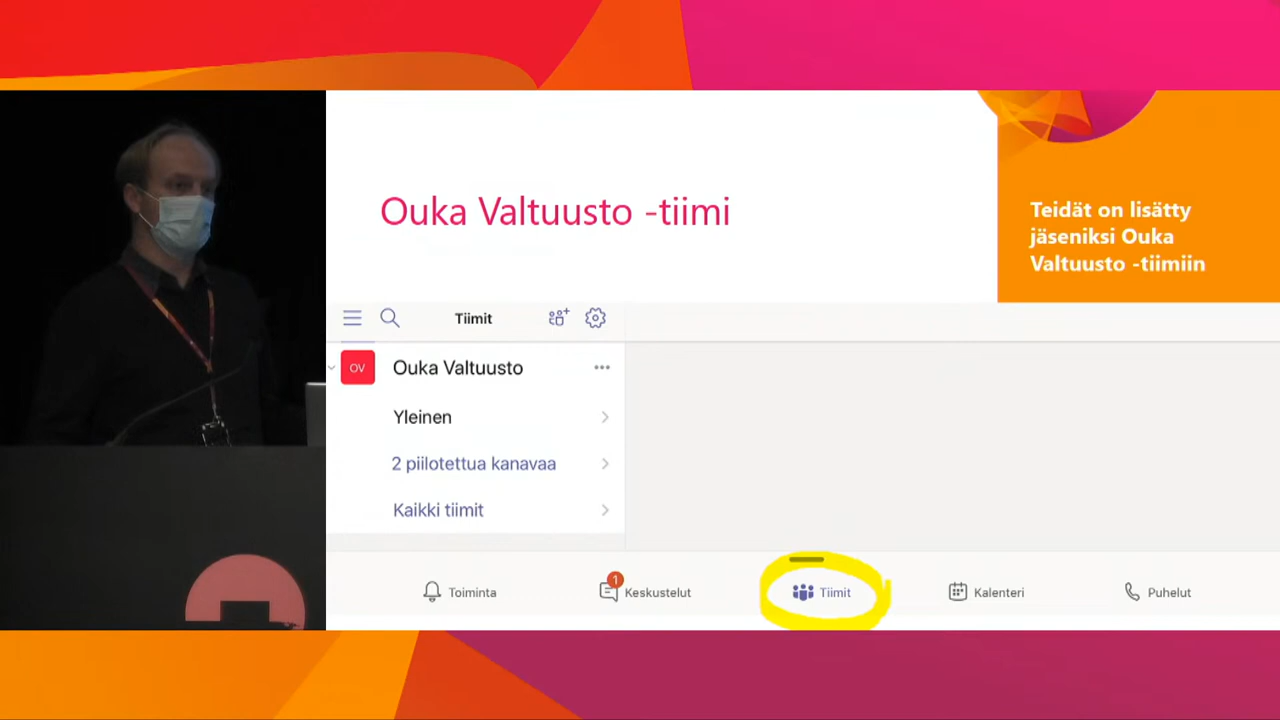 Ouka Valtuusto -tiimi
Teidät on lisätty
jäseniksi Ouka
Valtuusto -tiimiin
Tiimit
OV
Ouka Valtuusto
Yleinen
2 piilotettua kanavaa
Kaikki tiimit
Toiminta
1
Keskustelut
Tiimit
Kalenteri
Puhelut